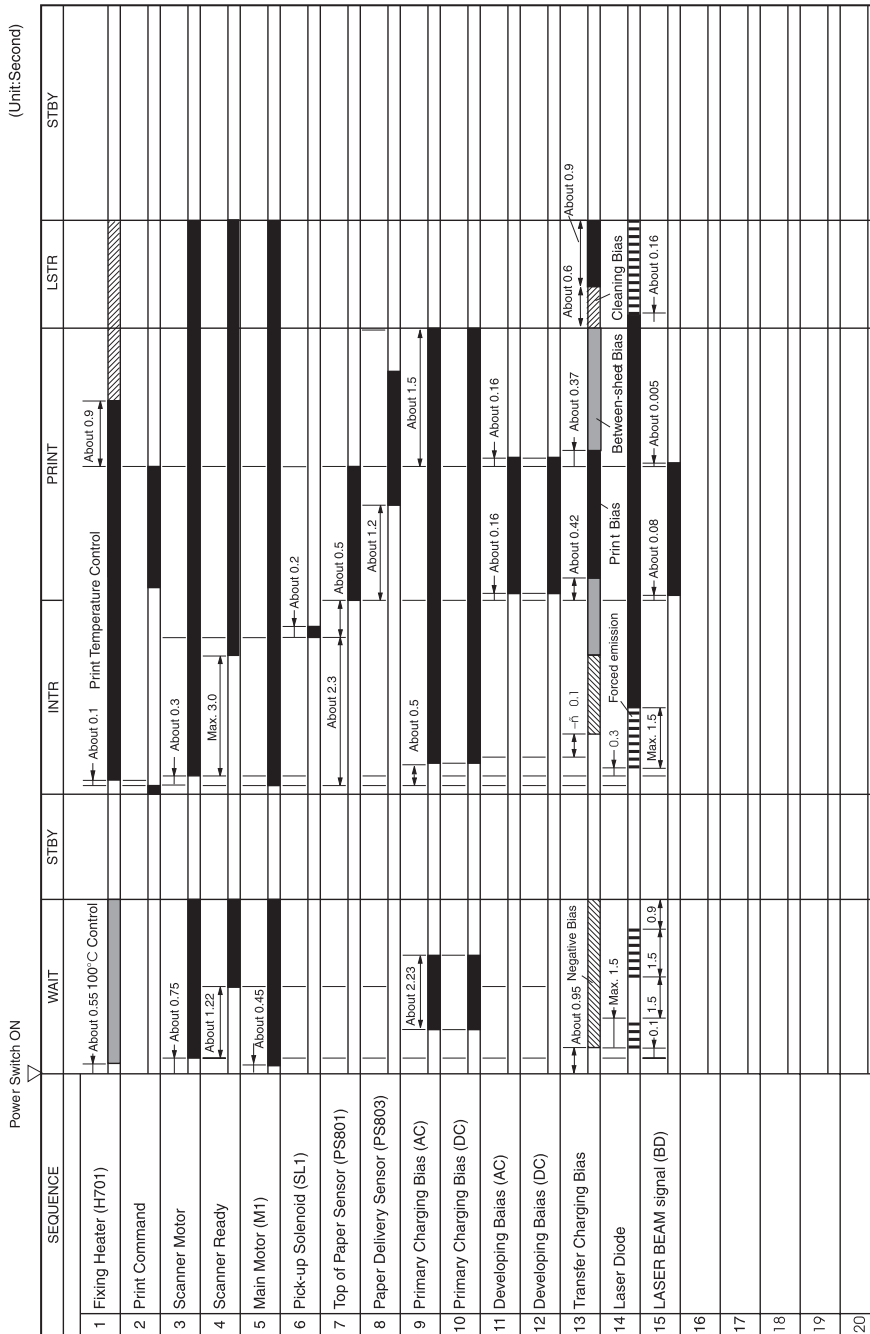 Power Switch ON
(Unit:Second)
SEQUENCE WAIT STBY INTR PRINT LSTR STBY
1 Fixing Heater (H701) About 0.55 100°C Control About 0.1 Print Temperature Control About 0.9
2 Print Command
3 Scanner Motor About 0.75 About 0.3
4 Scanner Ready About 1.22 Max. 3.0
5 Main Motor (M1) About 0.45
6 Pick-up Solenoid (SL1) About 0.2
7 Top of Paper Sensor (PS801) About 2.3 About 0.5
8 Paper Delivery Sensor (PS803) About 1.2
9 Primary Charging Bias (AC) About 2.23 About 0.5 About 1.5
10 Primary Charging Bias (DC)
11 Developing Baias (AC) About 0.16 About 0.16
12 Developing Baias (DC)
13 Transfer Charging Bias About 0.95 Negative Bias –ñ 0.1 About 0.42 About 0.37 About 0.6 About 0.9
14 Laser Diode Max. 1.5 0.3 Forced emission Print Bias Between-shed Bias Cleaning Bias
15 LASER BEAM signal (BD) 0.1 1.5 1.5 0.9 Max. 1.5 About 0.08 About 0.005 About 0.16
16
17
18
19
20